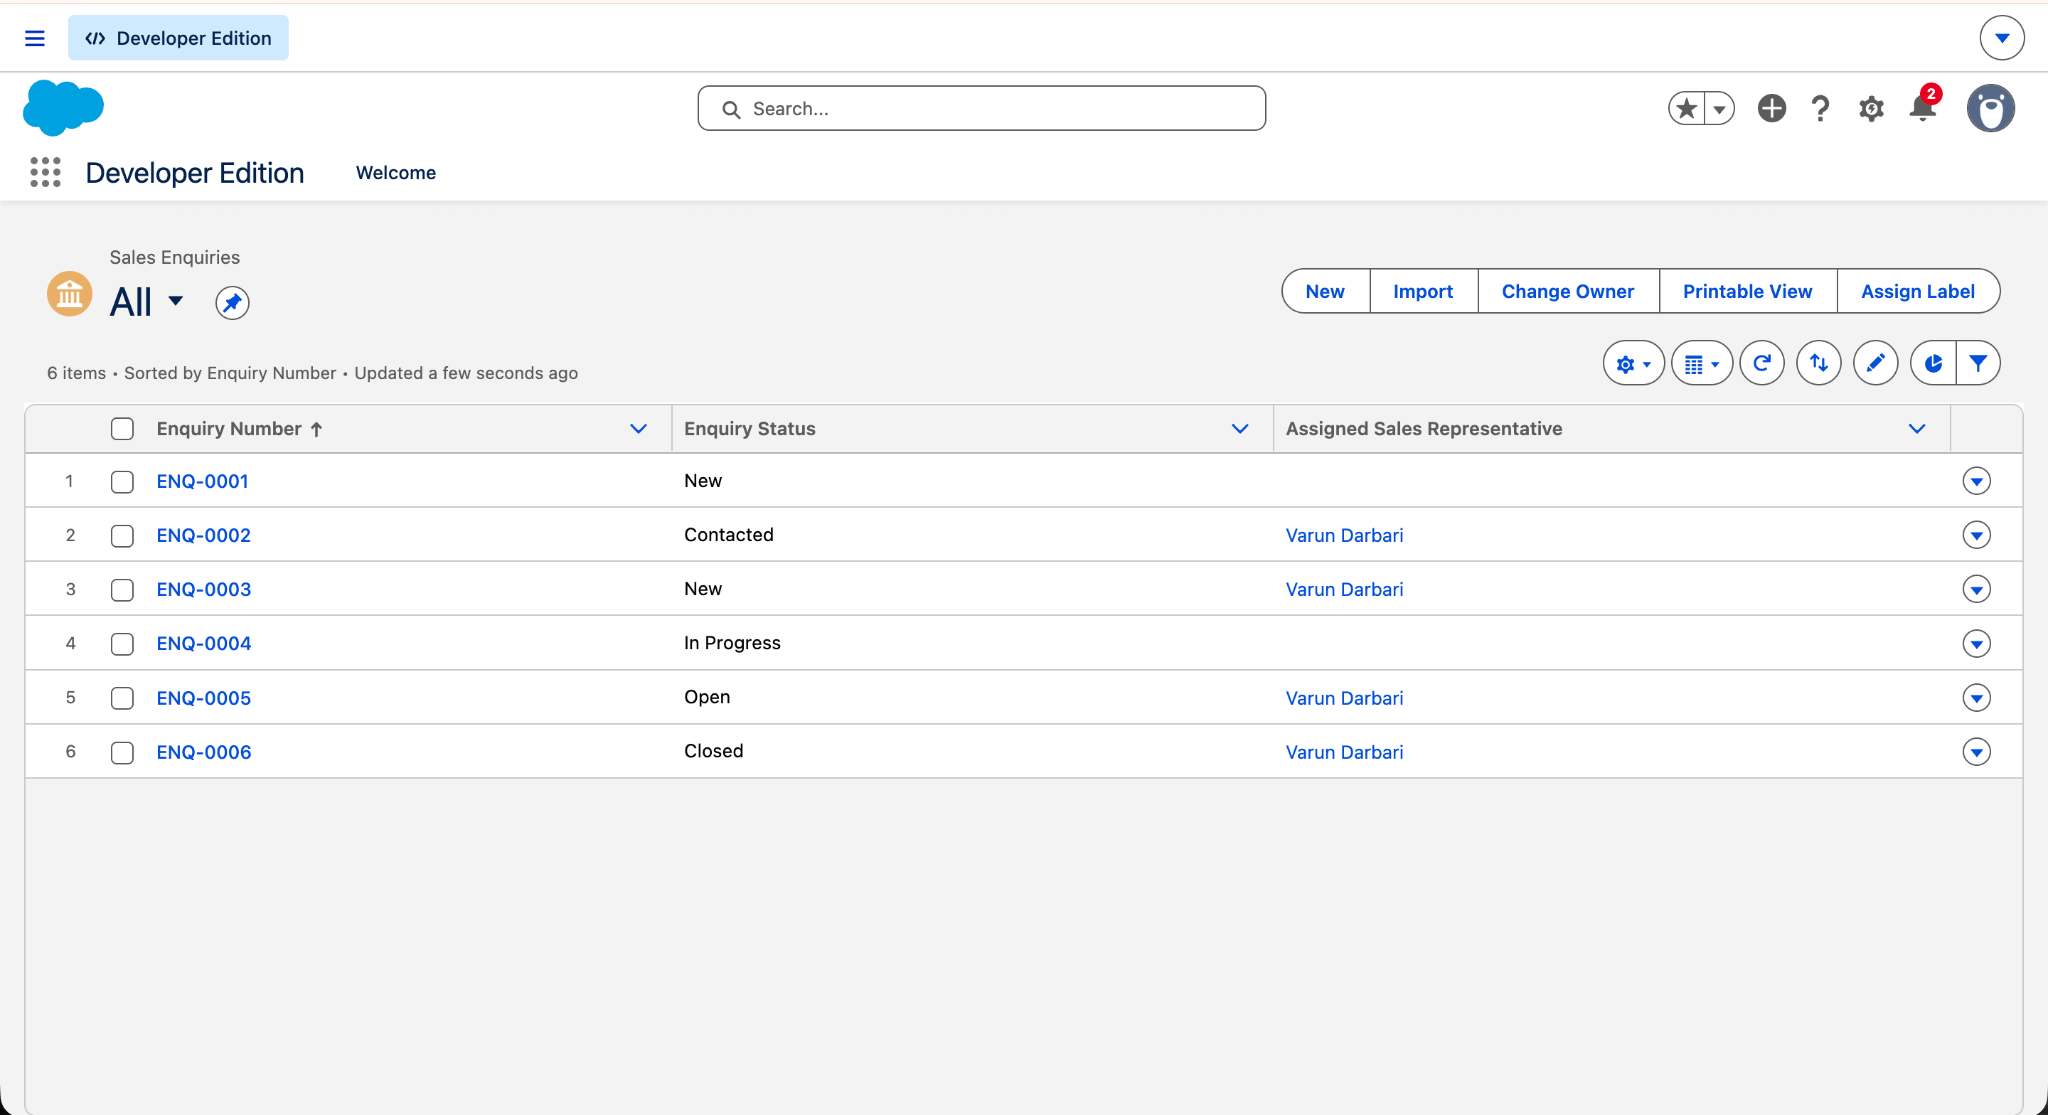 Developer Edition
Search...
2
Developer Edition Welcome
Sales Enquiries
All
New Import Change Owner Printable View Assign Label
6 items • Sorted by Enquiry Number • Updated a few seconds ago
Enquiry Number Enquiry Status Assigned Sales Representative
1 ENQ-0001 New
2 ENQ-0002 Contacted Varun Darbari
3 ENQ-0003 New Varun Darbari
4 ENQ-0004 In Progress
5 ENQ-0005 Open Varun Darbari
6 ENQ-0006 Closed Varun Darbari